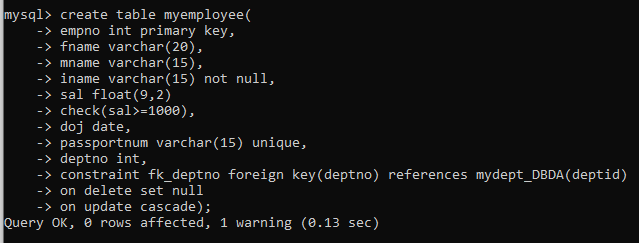 mysql> create table myemployee(
    -> empno int primary key,
    -> fname varchar(20),
    -> mname varchar(15),
    -> iname varchar(15) not null,
    -> sal float(9,2)
    -> check(sal>=1000),
    -> doj date,
    -> passportnum varchar(15) unique,
    -> deptno int,
    -> constraint fk_deptno foreign key(deptno) references mydept_DBDA(deptid)
    -> on delete set null
    -> on update cascade);
Query OK, 0 rows affected, 1 warning (0.13 sec)